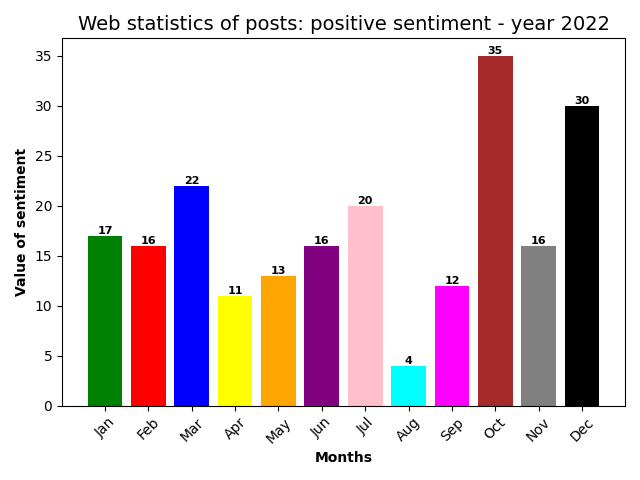 Web statistics of posts: positive sentiment - year 2022
Value of sentiment
35
30
25
20
15
10
5
0
17
16
22
11
13
16
20
4
12
35
16
30
Jan
Feb
Mar
Apr
May
Jun
Jul
Aug
Sep
Oct
Nov
Dec
Months